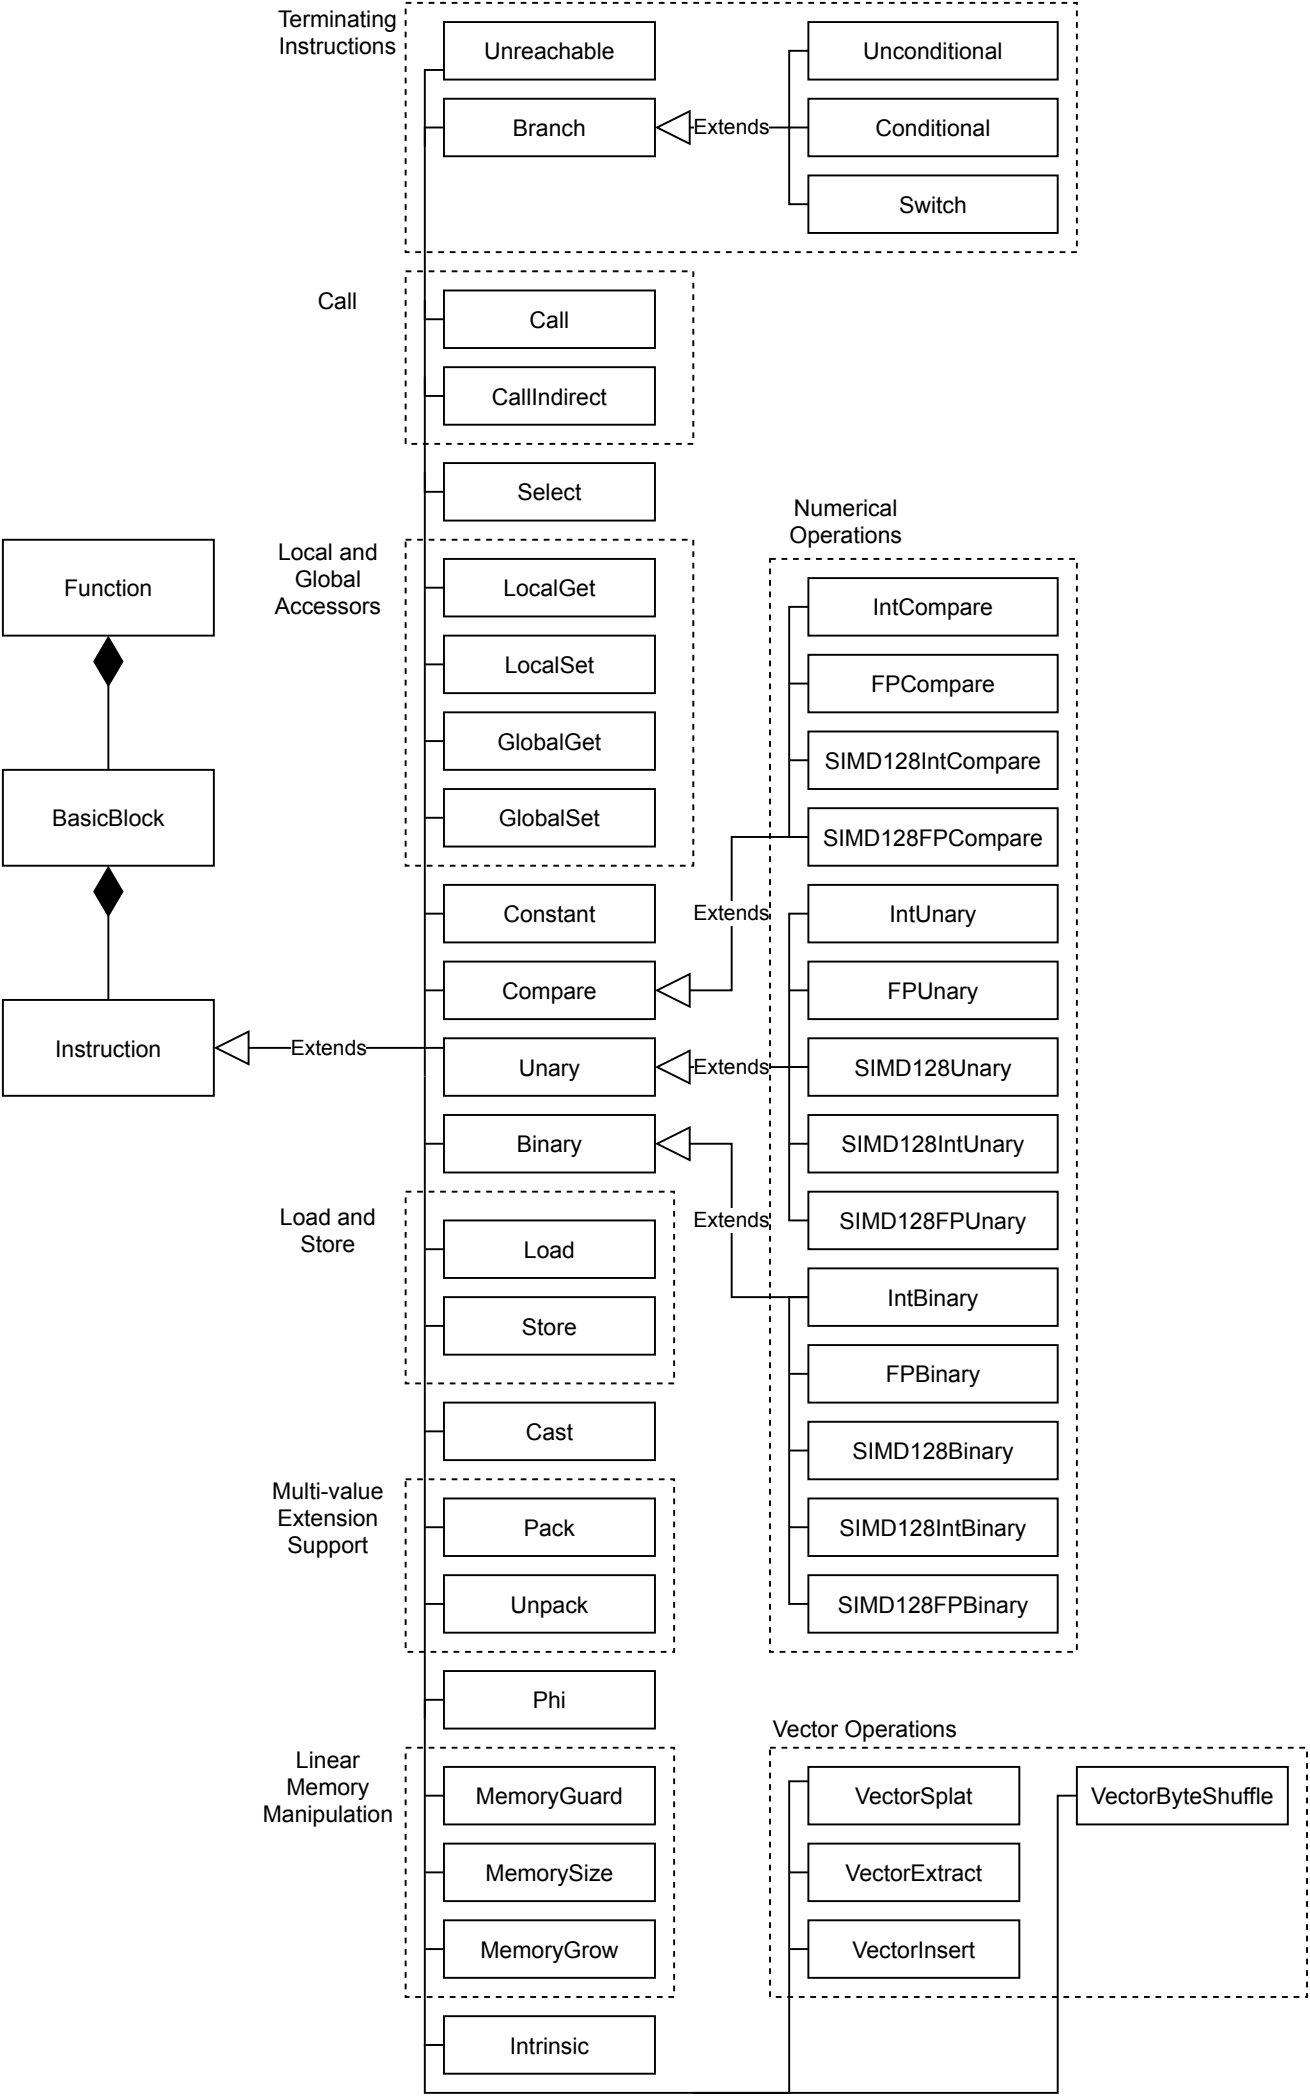 Terminating
Instructions
Unreachable
Unconditional
Branch
Extends
Conditional
Switch
Call
Call
CallIndirect
Select
Numerical
Operations
Local and
Global
Accessors
Function
LocalGet
IntCompare
LocalSet
FPCompare
GlobalGet
SIMD128IntCompare
BasicBlock
GlobalSet
SIMD128FPCompare
Constant
Extends
IntUnary
Compare
FPUnary
Instruction
Extends
Unary
Extends
SIMD128Unary
Binary
SIMD128IntUnary
Load and
Store
Extends
SIMD128FPUnary
Load
IntBinary
Store
FPBinary
Cast
SIMD128Binary
Multi-value
Extension
Support
Pack
SIMD128IntBinary
Unpack
SIMD128FPBinary
Phi
Vector Operations
Linear
Memory
Manipulation
MemoryGuard
VectorSplat
VectorByteShuffle
MemorySize
VectorExtract
MemoryGrow
VectorInsert
Intrinsic